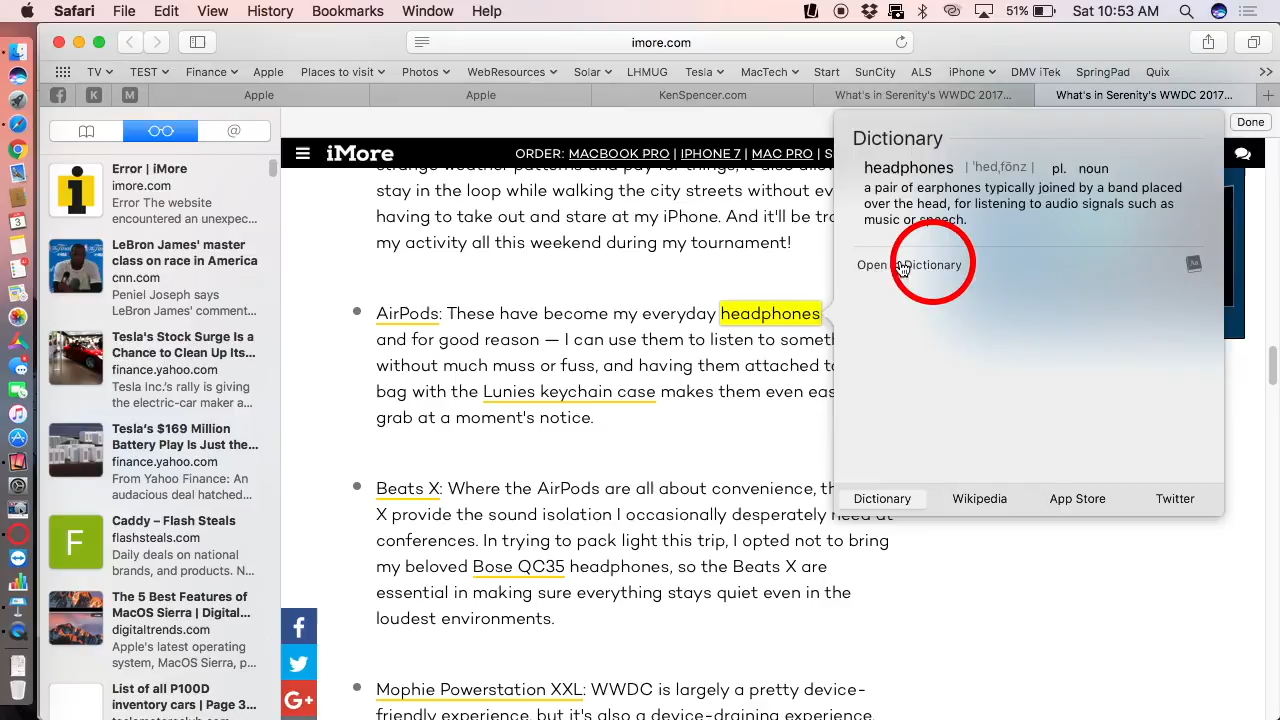 Safari File Edit View History Bookmarks Window Help 51% Sat 10:53 AM
imore.com
TV TEST Finance Apple Places to visit Photos WebResources Solar LHMUG Tesla MacTech Start SunCity ALS iPhone DMV iTek SpringPad Quix
K M Apple Apple KenSpencer.com What's in Serenity's WWDC 2017... What's in Serenity's WWDC 2017...
Done
Error | iMore
imore.com
Error The website
encountered an unexpec...
LeBron James' master
class on race in America
cnn.com
Peniel Joseph says
LeBron James' comment...
Tesla's Stock Surge Is a
Chance to Clean Up Its...
finance.yahoo.com
Tesla Inc.'s rally is giving
the electric-car maker a...
Tesla's $169 Million
Battery Play Is Just the...
finance.yahoo.com
From Yahoo Finance: An
audacious deal hatched...
F
Caddy – Flash Steals
flashsteals.com
Daily deals on national
brands, and products. N...
The 5 Best Features of
MacOS Sierra | Digital...
digitaltrends.com
Apple's latest operating
system, MacOS Sierra, p...
List of all P100D
inventory cars | Page 3...
iMore ORDER: MACBOOK PRO | IPHONE 7 | MAC PRO | S
stay in the loop while walking the city streets without ev
having to take out and stare at my iPhone. And it'll be tra
my activity all this weekend during my tournament!
AirPods: These have become my everyday headphones
and for good reason — I can use them to listen to someth
without much muss or fuss, and having them attached to
bag with the Lunies keychain case makes them even eas
grab at a moment's notice.
Beats X: Where the AirPods are all about convenience, th
X provide the sound isolation I occasionally desperately need at
conferences. In trying to pack light this trip, I opted not to bring
my beloved Bose QC35 headphones, so the Beats X are
essential in making sure everything stays quiet even in the
loudest environments.
Mophie Powerstation XXL: WWDC is largely a pretty device-
friendly experience, but it's also a device-draining experience.
Dictionary
headphones | ˈhedˌfōnz | pl. noun
a pair of earphones typically joined by a band placed
over the head, for listening to audio signals such as
music or speech.
Open Dictionary
Dictionary Wikipedia App Store Twitter